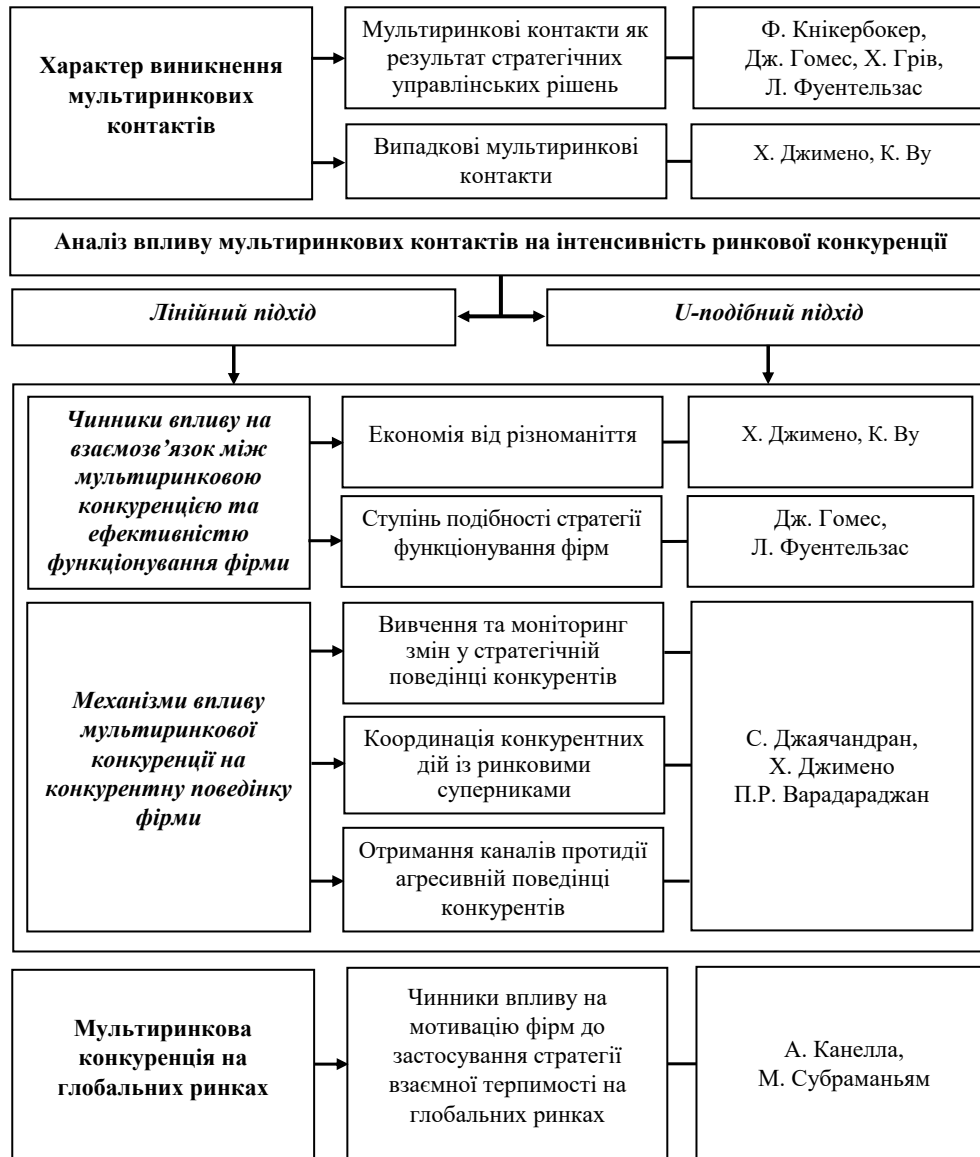 Характер виникнення
мультиринкових
контактів
Мультиринкові контакти як
результат стратегічних
управлінських рішень
Ф. Кнікербокер,
Дж. Гомес, Х. Грів,
Л. Фуентельзас
Випадкові мультиринкові
контакти
Х. Джимено, К. Ву
Аналіз впливу мультиринкових контактів на інтенсивність ринкової конкуренції
Лінійний підхід
U-подібний підхід
Чинники впливу на
взаємозв’язок між
мультиринковою
конкуренцією та
ефективністю
функціонування фірми
Економія від різноманіття
Х. Джимено, К. Ву
Ступінь подібності стратегії
функціонування фірм
Дж. Гомес,
Л. Фуентельзас
Механізми впливу
мультиринкової
конкуренції на
конкурентну поведінку
фірми
Вивчення та моніторинг
змін у стратегічній
поведінці конкурентів
Координація конкурентних
дій із ринковими
суперниками
Отримання каналів протидії
агресивній поведінці
конкурентів
С. Джаячандран,
Х. Джимено
П.Р. Варадараджан
Мультиринкова
конкуренція на
глобальних ринках
Чинники впливу на
мотивацію фірм до
застосування стратегії
взаємної терпимості на
глобальних ринках
А. Канелла,
М. Субраманьям